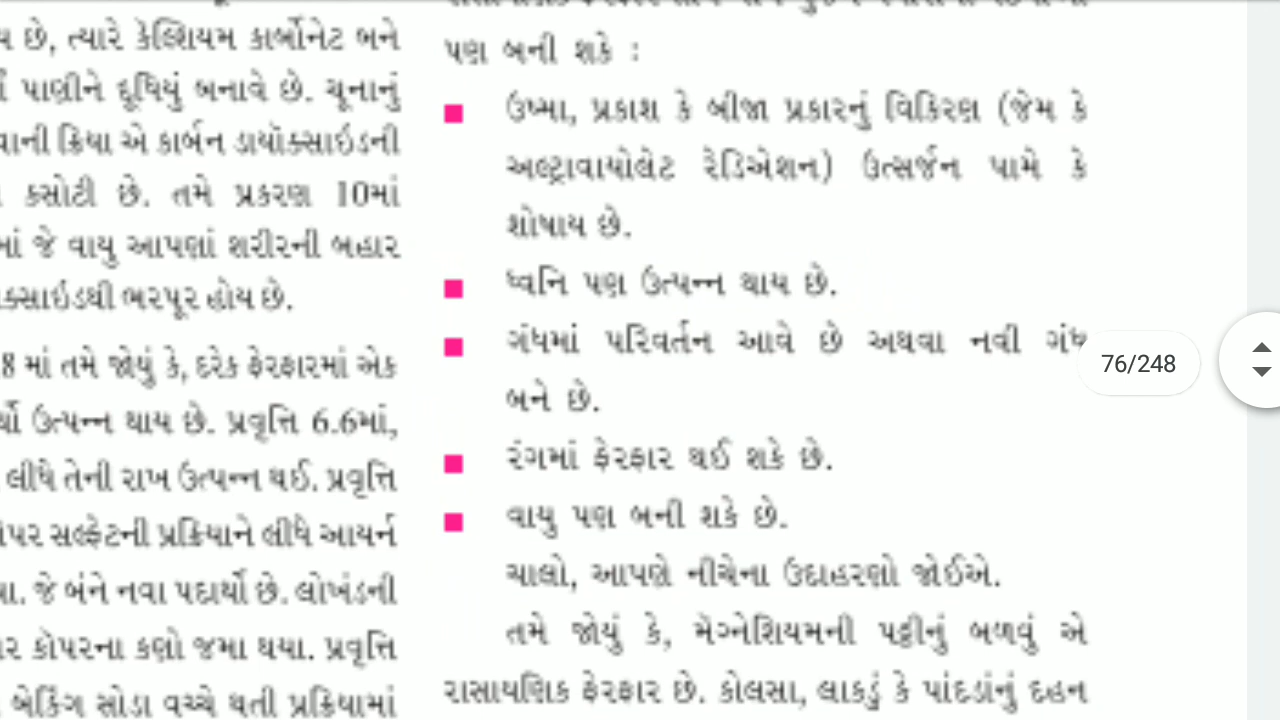 ય છે, ત્યારે કૅલ્શિયમ કાર્બોનેટ બને
પાણીને દૂધિયું બનાવે છે. ચૂનાનું
વાની ક્રિયા એ કાર્બન ડાયૉક્સાઇડની
કસોટી છે. તમે પ્રકરણ 10માં
માં જે વાયુ આપણાં શરીરની બહાર
ક્સાઇડથી ભરપૂર હોય છે.
8 માં તમે જોયું કે, દરેક ફેરફારમાં એક
ર્થો ઉત્પન્ન થાય છે. પ્રવૃત્તિ 6.6માં,
લીધે તેની રાખ ઉત્પન્ન થઈ. પ્રવૃત્તિ
ૉપર સલ્ફેટની પ્રક્રિયાને લીધે આયર્ન
યા. જે બંને નવા પદાર્થો છે. લોખંડની
પર કૉપરના કણો જમા થયા. પ્રવૃત્તિ
બેકિંગ સોડા વચ્ચે થતી પ્રક્રિયામાં
પણ બની શકે :
■ ઉષ્મા, પ્રકાશ કે બીજા પ્રકારનું વિકિરણ (જેમ કે
અલ્ટ્રાવાયોલેટ રેડિએશન) ઉત્સર્જન પામે કે
શોષાય છે.
■ ધ્વનિ પણ ઉત્પન્ન થાય છે.
■ ગંધમાં પરિવર્તન આવે છે અથવા નવી ગંધ
બને છે.
■ રંગમાં ફેરફાર થઈ શકે છે.
■ વાયુ પણ બની શકે છે.
ચાલો, આપણે નીચેના ઉદાહરણો જોઈએ.
તમે જોયું કે, મૅગ્નેશિયમની પટ્ટીનું બળવું એ
રાસાયણિક ફેરફાર છે. કોલસા, લાકડું કે પાંદડાંનું દહન
76/248